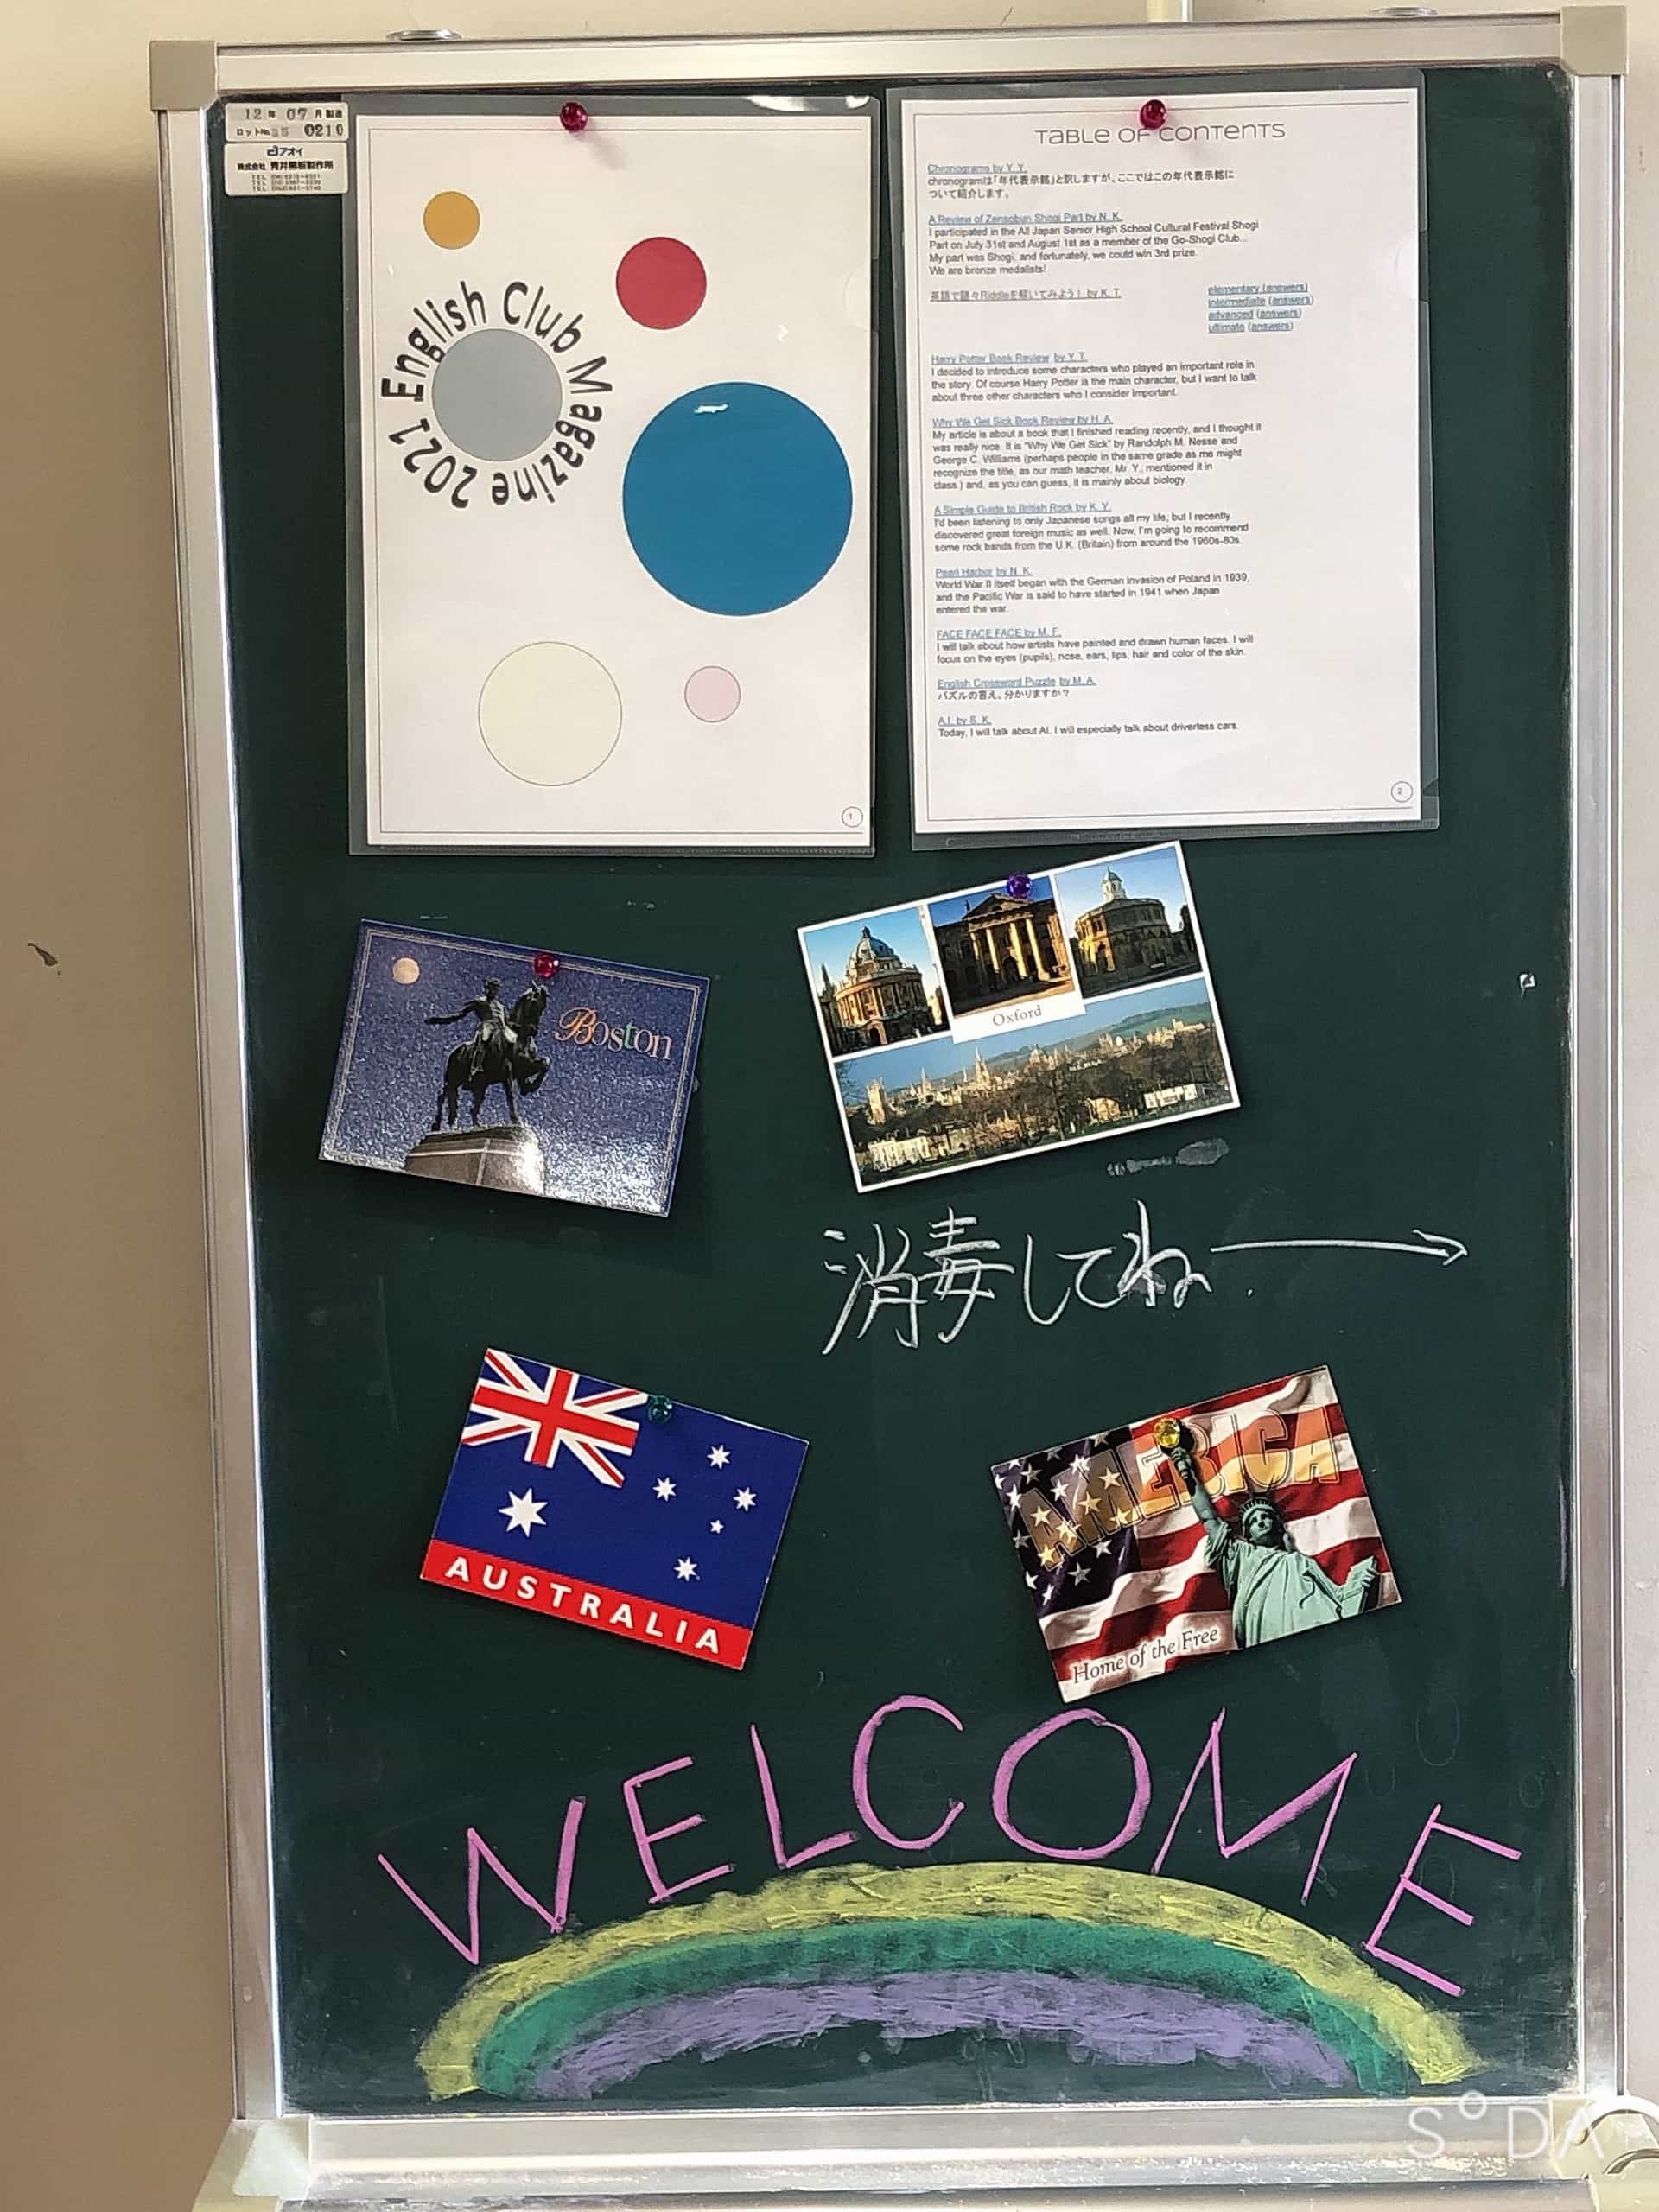 12年 07月製造
ロットNo. 0210
アオイ
株式会社 青井黒板製作所
English Club Magazine 2021
1
TABLE OF CONTENTS
Chronograms by Y. Y.
chronogramは「年代表示銘」と訳しますが、ここではこの年代表示銘に
ついて紹介します。
A Review of Zensobun Shogi Part by N. K.
I participated in the All Japan Senior High School Cultural Festival Shogi
Part on July 31st and August 1st as a member of the Go-Shogi Club...
My part was Shogi, and fortunately, we could win 3rd prize.
We are bronze medalists!
英語で謎々Riddleを解いてみよう! by K. T.
elementary (answers)
intermediate (answers)
advanced (answers)
ultimate (answers)
Harry Potter Book Review by Y. T.
I decided to introduce some characters who played an important role in
the story. Of course Harry Potter is the main character, but I want to talk
about three other characters who I consider important.
Why We Get Sick Book Review by H. A.
My article is about a book that I finished reading recently, and I thought it
was really nice. It is "Why We Get Sick" by Randolph M. Nesse and
George C. Williams (perhaps people in the same grade as me might
recognize the title, as our math teacher, Mr. Y., mentioned it in
class.) and, as you can guess, it is mainly about biology.
A Simple Guide to British Rock by K. Y.
I'd been listening to only Japanese songs all my life, but I recently
discovered great foreign music as well. Now, I'm going to recommend
some rock bands from the U.K. (Britain) from around the 1960s-80s.
Pearl Harbor by N. K.
World War II itself began with the German invasion of Poland in 1939,
and the Pacific War is said to have started in 1941 when Japan
entered the war.
FACE FACE FACE by M. F.
I will talk about how artists have painted and drawn human faces. I will
focus on the eyes (pupils), nose, ears, lips, hair and color of the skin.
English Crossword Puzzle by M. A.
パズルの答え、分かりますか?
A.I. by S. K.
Today, I will talk about AI. I will especially talk about driverless cars.
2
Boston
Oxford
消毒してね→
AUSTRALIA
AMERICA
Home of the Free
WELCOME
SODA